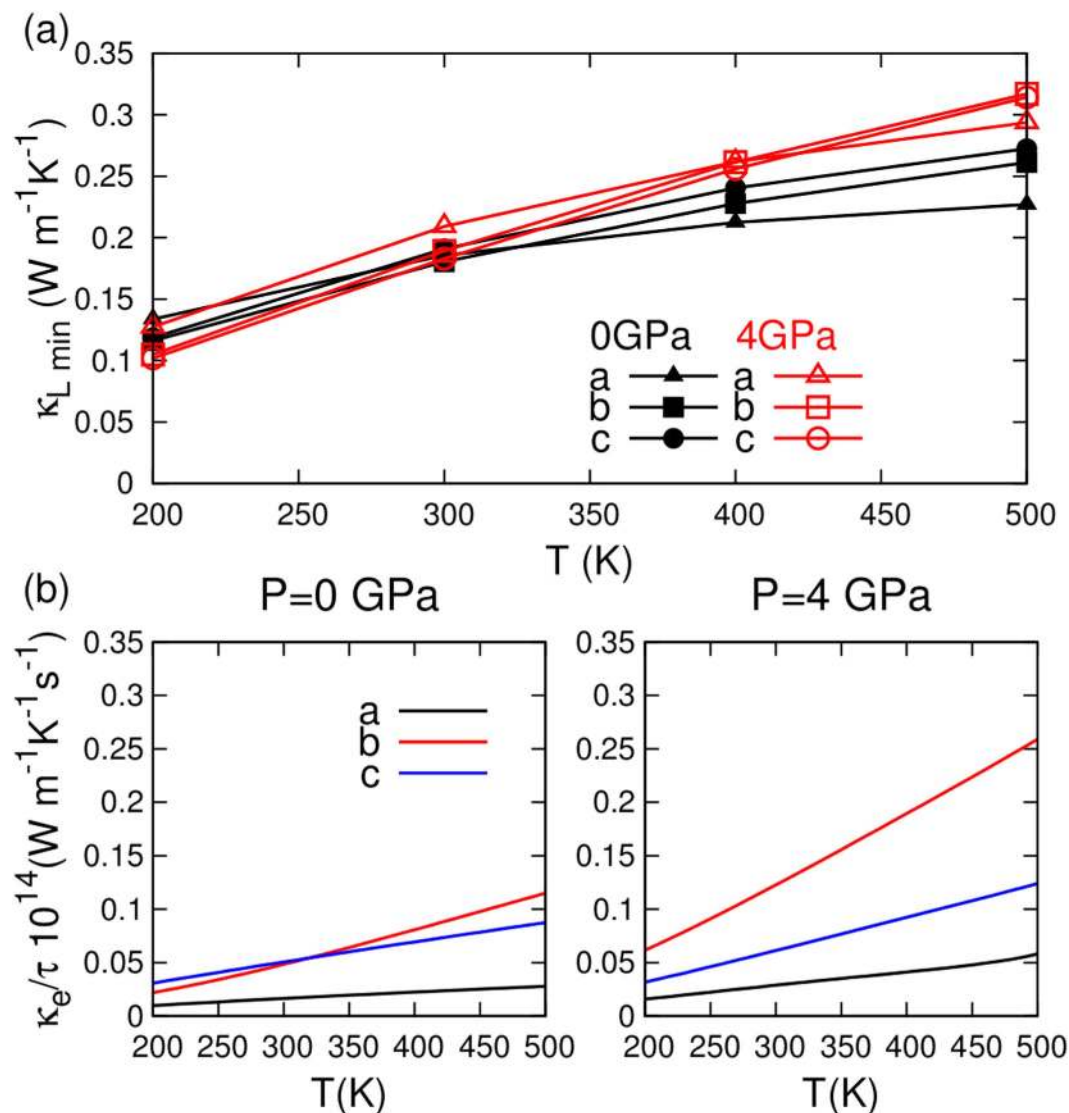 (a)
κL min (W m-1K-1)
0.35
0.3
0.25
0.2
0.15
0.1
0.05
0
200 250 300 350 400 450 500
T (K)
0GPa 4GPa
a a
b b
c c
(b) P=0 GPa P=4 GPa
κe/τ 1014(W m-1K-1s-1)
0.35
0.3
0.25
0.2
0.15
0.1
0.05
0
200 250 300 350 400 450 500
T(K)
a
b
c
0.35
0.3
0.25
0.2
0.15
0.1
0.05
0
200 250 300 350 400 450 500
T(K)